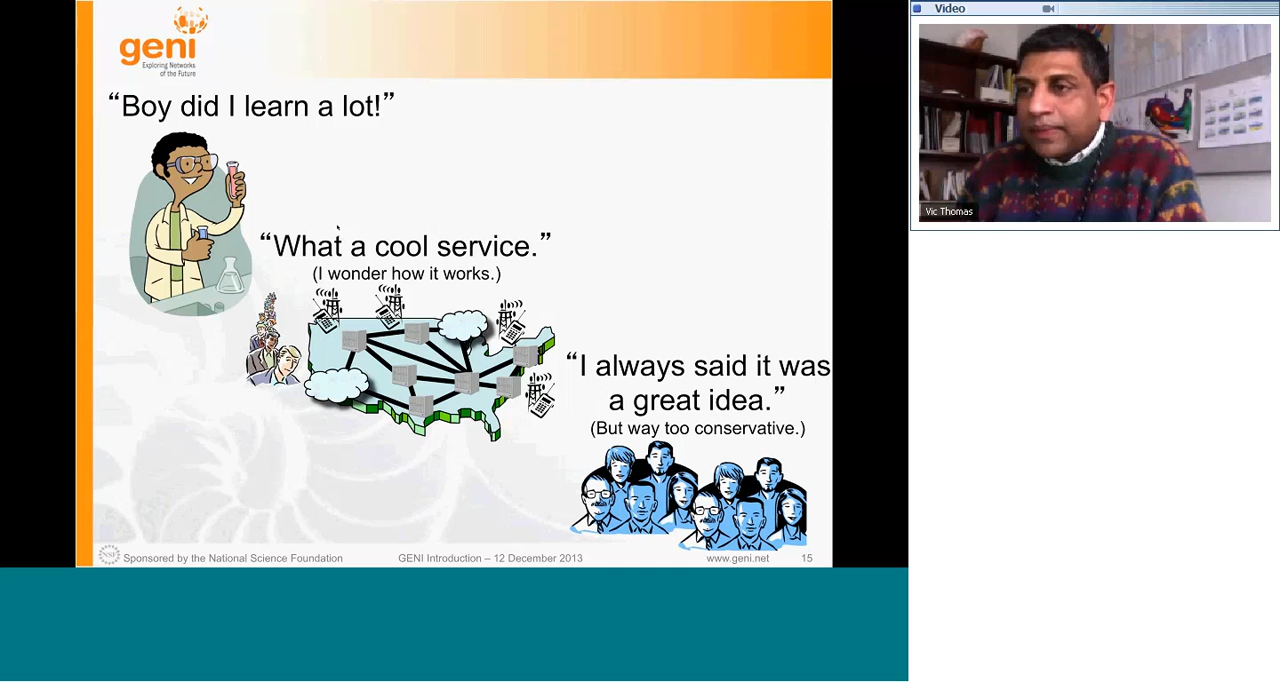 geni
Exploring Networks
of the Future
“Boy did I learn a lot!”
“What a cool service.”
(I wonder how it works.)
“I always said it was
a great idea.”
(But way too conservative.)
NSF
Sponsored by the National Science Foundation
GENI Introduction – 12 December 2013
www.geni.net
15
Video
Vic Thomas